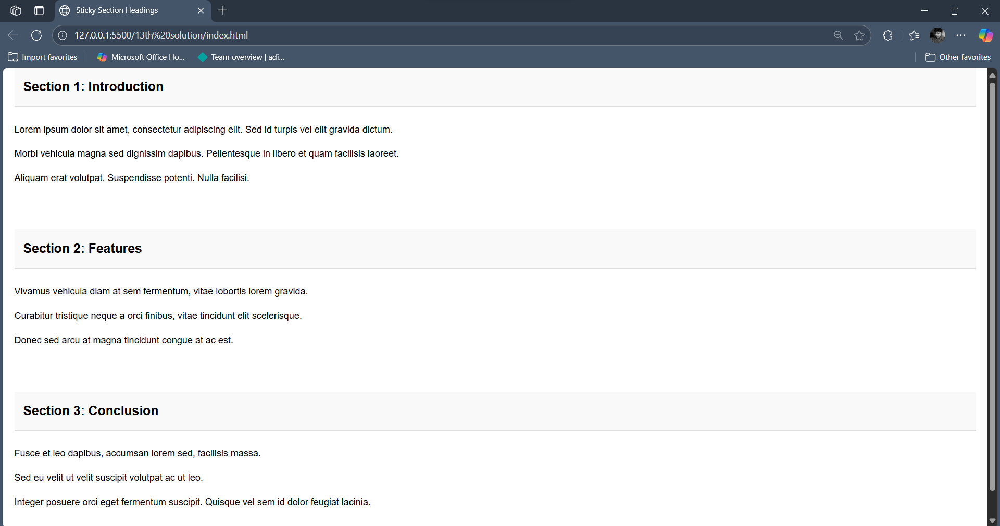 Sticky Section Headings
127.0.0.1:5500/13th%20solution/index.html
Import favorites
Microsoft Office Ho...
Team overview | adi...
Other favorites
Section 1: Introduction
Lorem ipsum dolor sit amet, consectetur adipiscing elit. Sed id turpis vel elit gravida dictum.
Morbi vehicula magna sed dignissim dapibus. Pellentesque in libero et quam facilisis laoreet.
Aliquam erat volutpat. Suspendisse potenti. Nulla facilisi.
Section 2: Features
Vivamus vehicula diam at sem fermentum, vitae lobortis lorem gravida.
Curabitur tristique neque a orci finibus, vitae tincidunt elit scelerisque.
Donec sed arcu at magna tincidunt congue at ac est.
Section 3: Conclusion
Fusce et leo dapibus, accumsan lorem sed, facilisis massa.
Sed eu velit ut velit suscipit volutpat ac ut leo.
Integer posuere orci eget fermentum suscipit. Quisque vel sem id dolor feugiat lacinia.